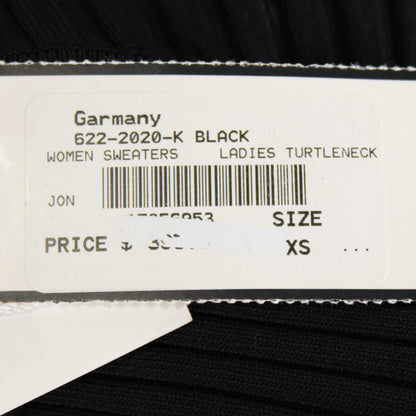 Garmany
622-2020-K BLACK
WOMEN SWEATERS LADIES TURTLENECK
JON
SIZE
PRICE $
XS ...